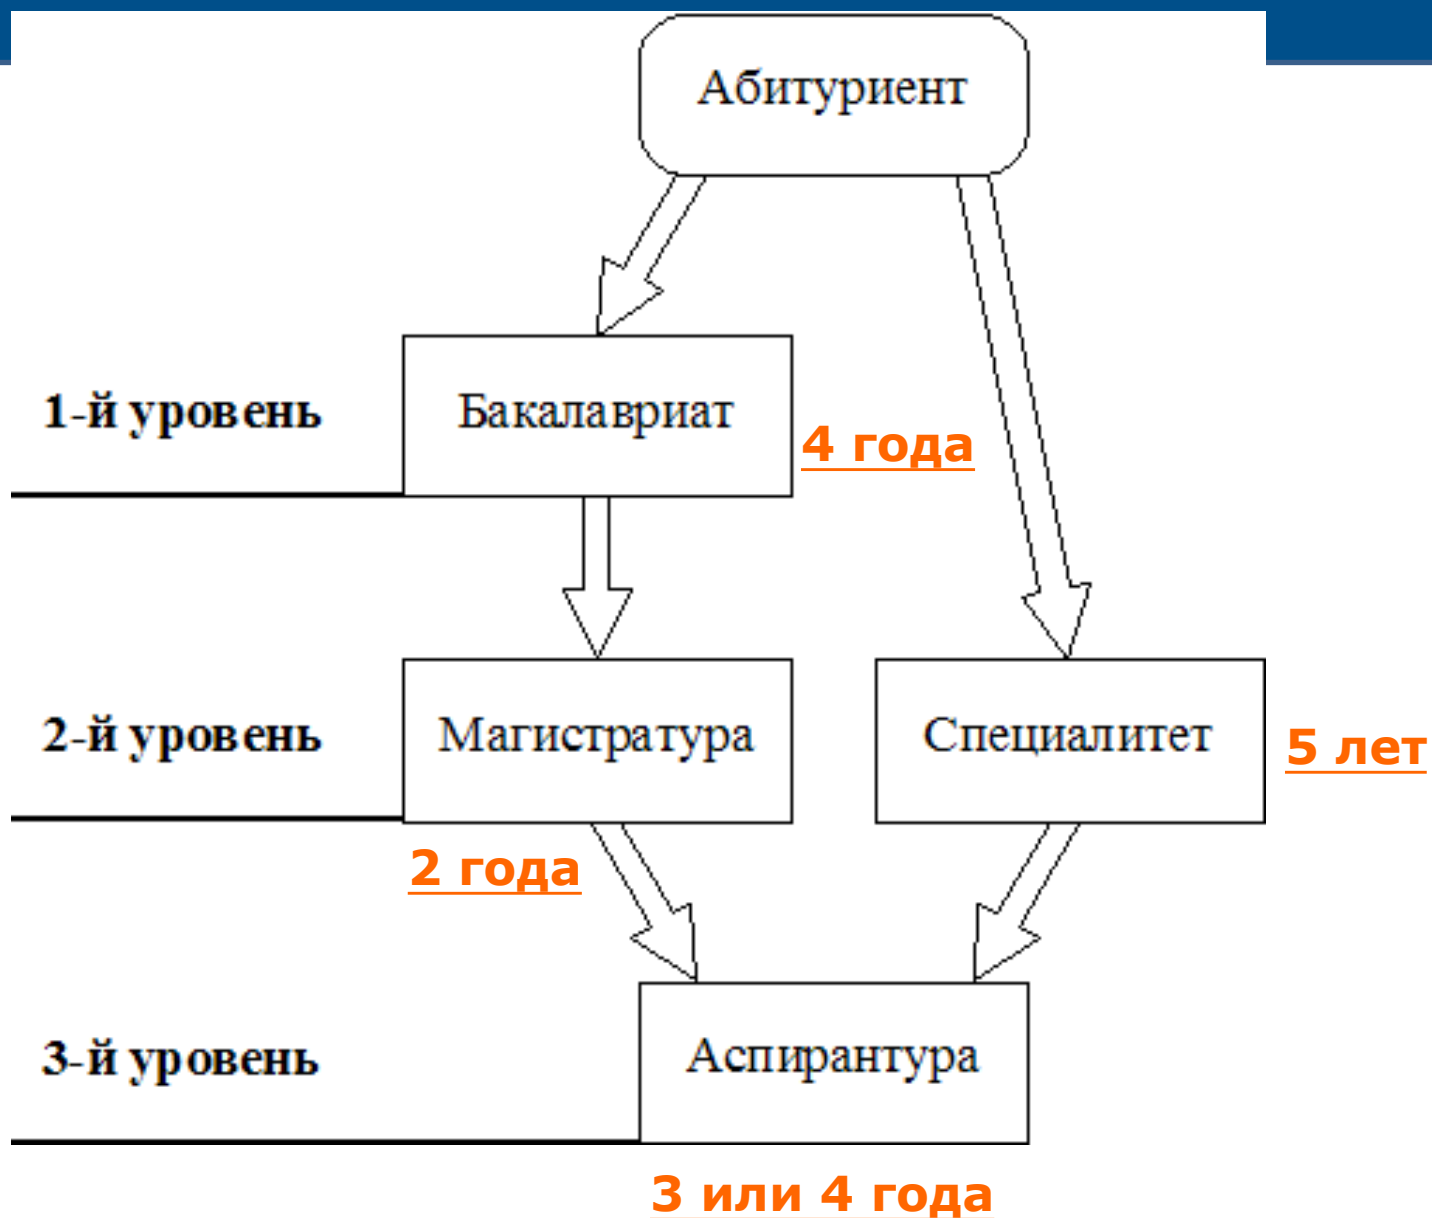 Абитуриент
1-й уровень
Бакалавриат
4 года
2-й уровень
Магистратура
Специалитет
5 лет
2 года
3-й уровень
Аспирантура
3 или 4 года